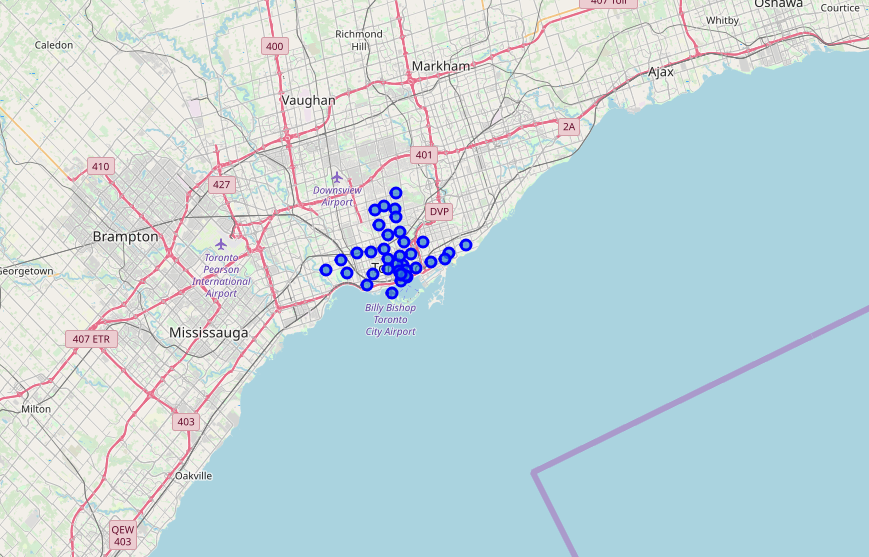 407 Toll
Oshawa
Courtice
Whitby
Caledon
400
Richmond
Hill
Markham
Ajax
Vaughan
2A
401
410
427
Downsview
Airport
DVP
Brampton
Toronto
Pearson
International
Airport
Georgetown
Billy Bishop
Toronto
City Airport
Mississauga
407 ETR
Milton
403
Oakville
QEW
403